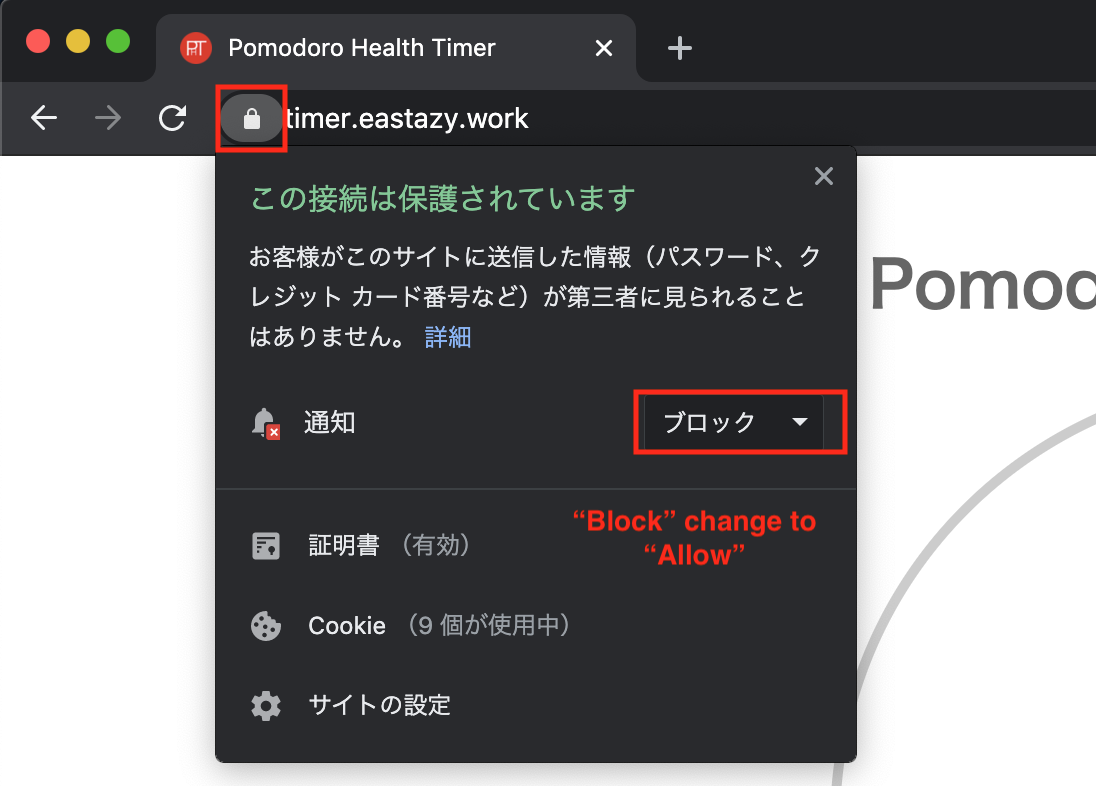 PT Pomodoro Health Timer
timer.eastazy.work
この接続は保護されています
お客様がこのサイトに送信した情報（パスワード、ク
レジット カード番号など）が第三者に見られること
はありません。 詳細
Pomod
通知 ブロック
“Block” change to
“Allow”
証明書 （有効）
Cookie （9 個が使用中）
サイトの設定